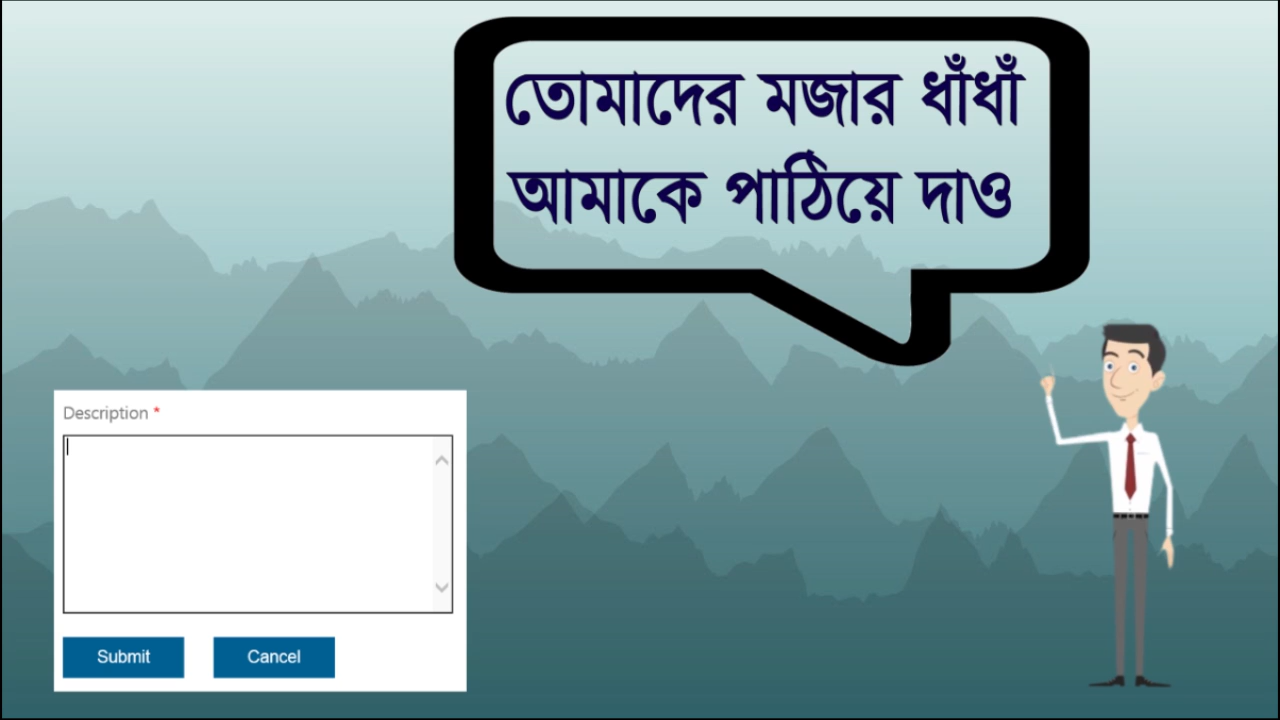 তোমাদের মজার ধাঁধাঁ
আমাকে পাঠিয়ে দাও
Description *
Submit Cancel